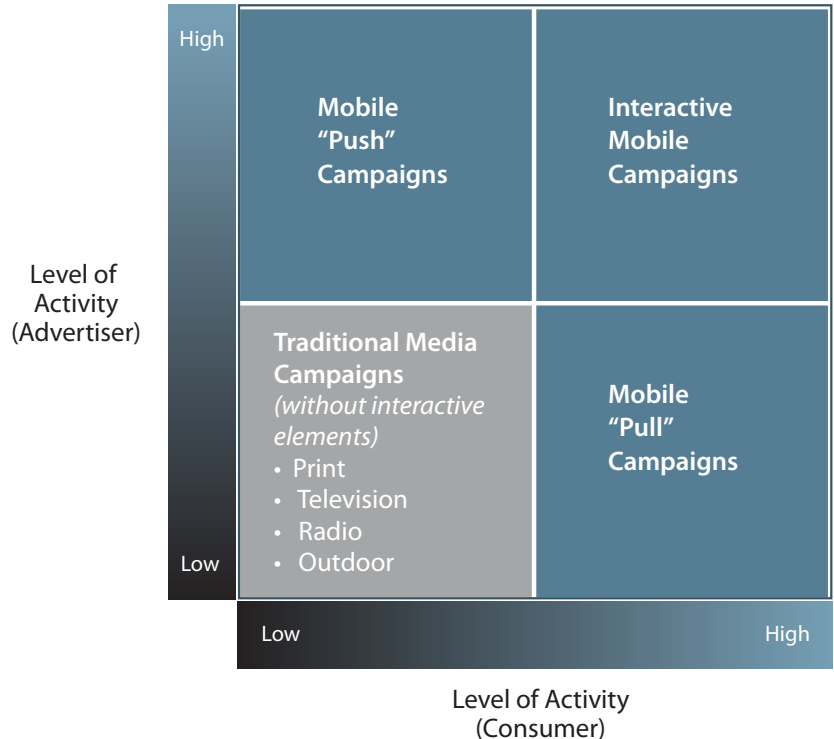 High
Mobile
“Push”
Campaigns
Interactive
Mobile
Campaigns
Level of
Activity
(Advertiser)
Traditional Media
Campaigns
(without interactive
elements)
• Print
• Television
• Radio
• Outdoor
Mobile
“Pull”
Campaigns
Low
Low
High
Level of Activity
(Consumer)